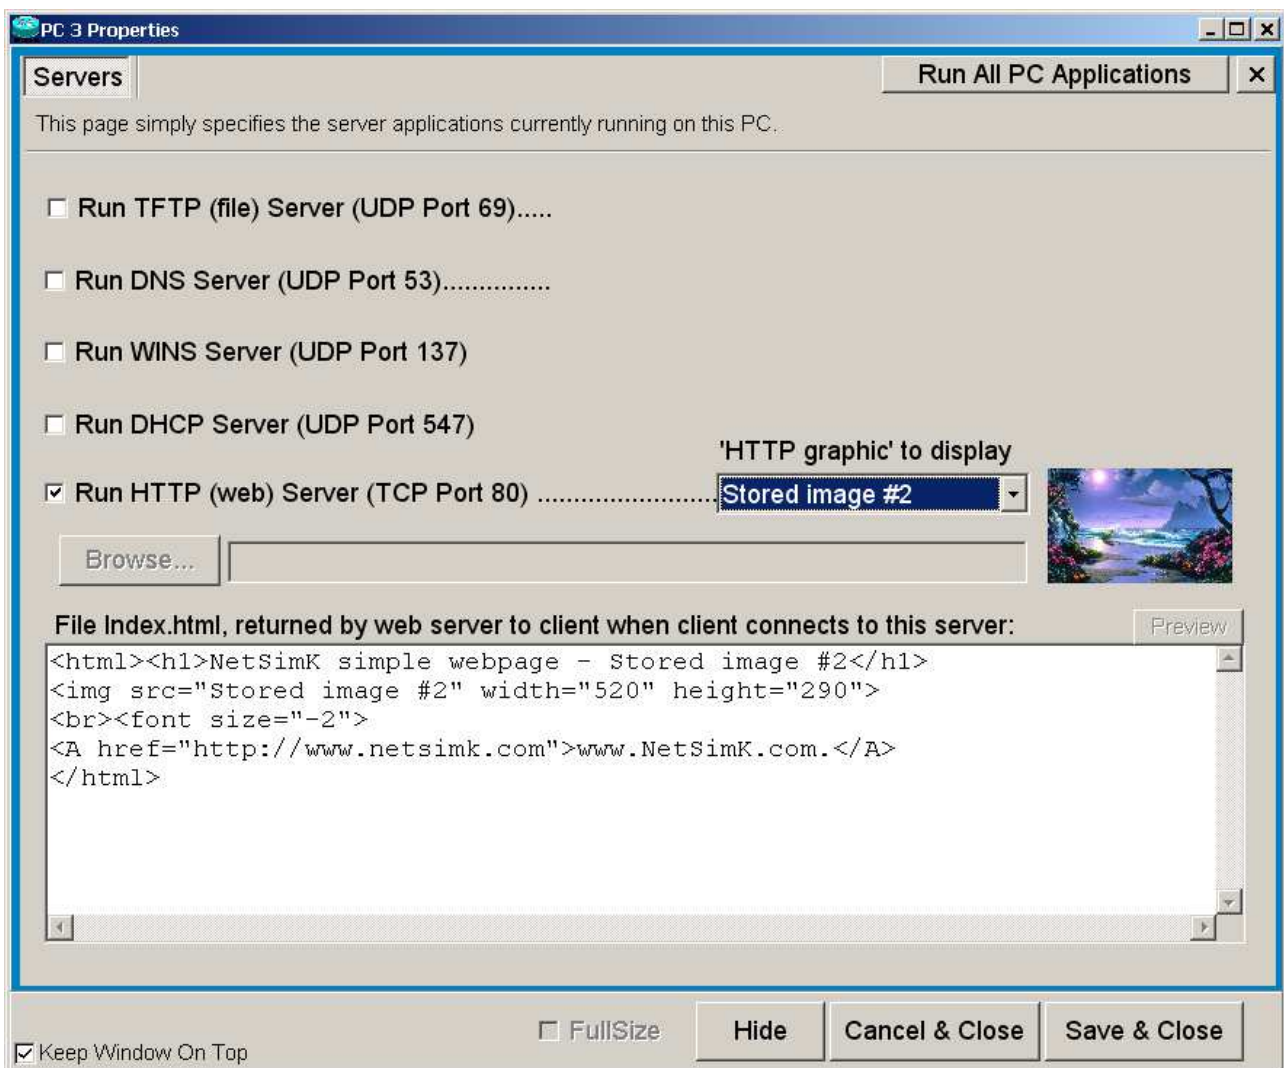 PC 3 Properties
Servers
Run All PC Applications
This page simply specifies the server applications currently running on this PC.
Run TFTP (file) Server (UDP Port 69).....
Run DNS Server (UDP Port 53)...............
Run WINS Server (UDP Port 137)
Run DHCP Server (UDP Port 547)
'HTTP graphic' to display
Run HTTP (web) Server (TCP Port 80) .........................Stored image #2
Browse...
File Index.html, returned by web server to client when client connects to this server: Preview
<html><h1>NetSimK simple webpage - Stored image #2</h1>
<img src="Stored image #2" width="520" height="290">
<br><font size="-2">
<A href="http://www.netsimk.com">www.NetSimK.com.</A>
</html>
FullSize Hide Cancel & Close Save & Close
Keep Window On Top